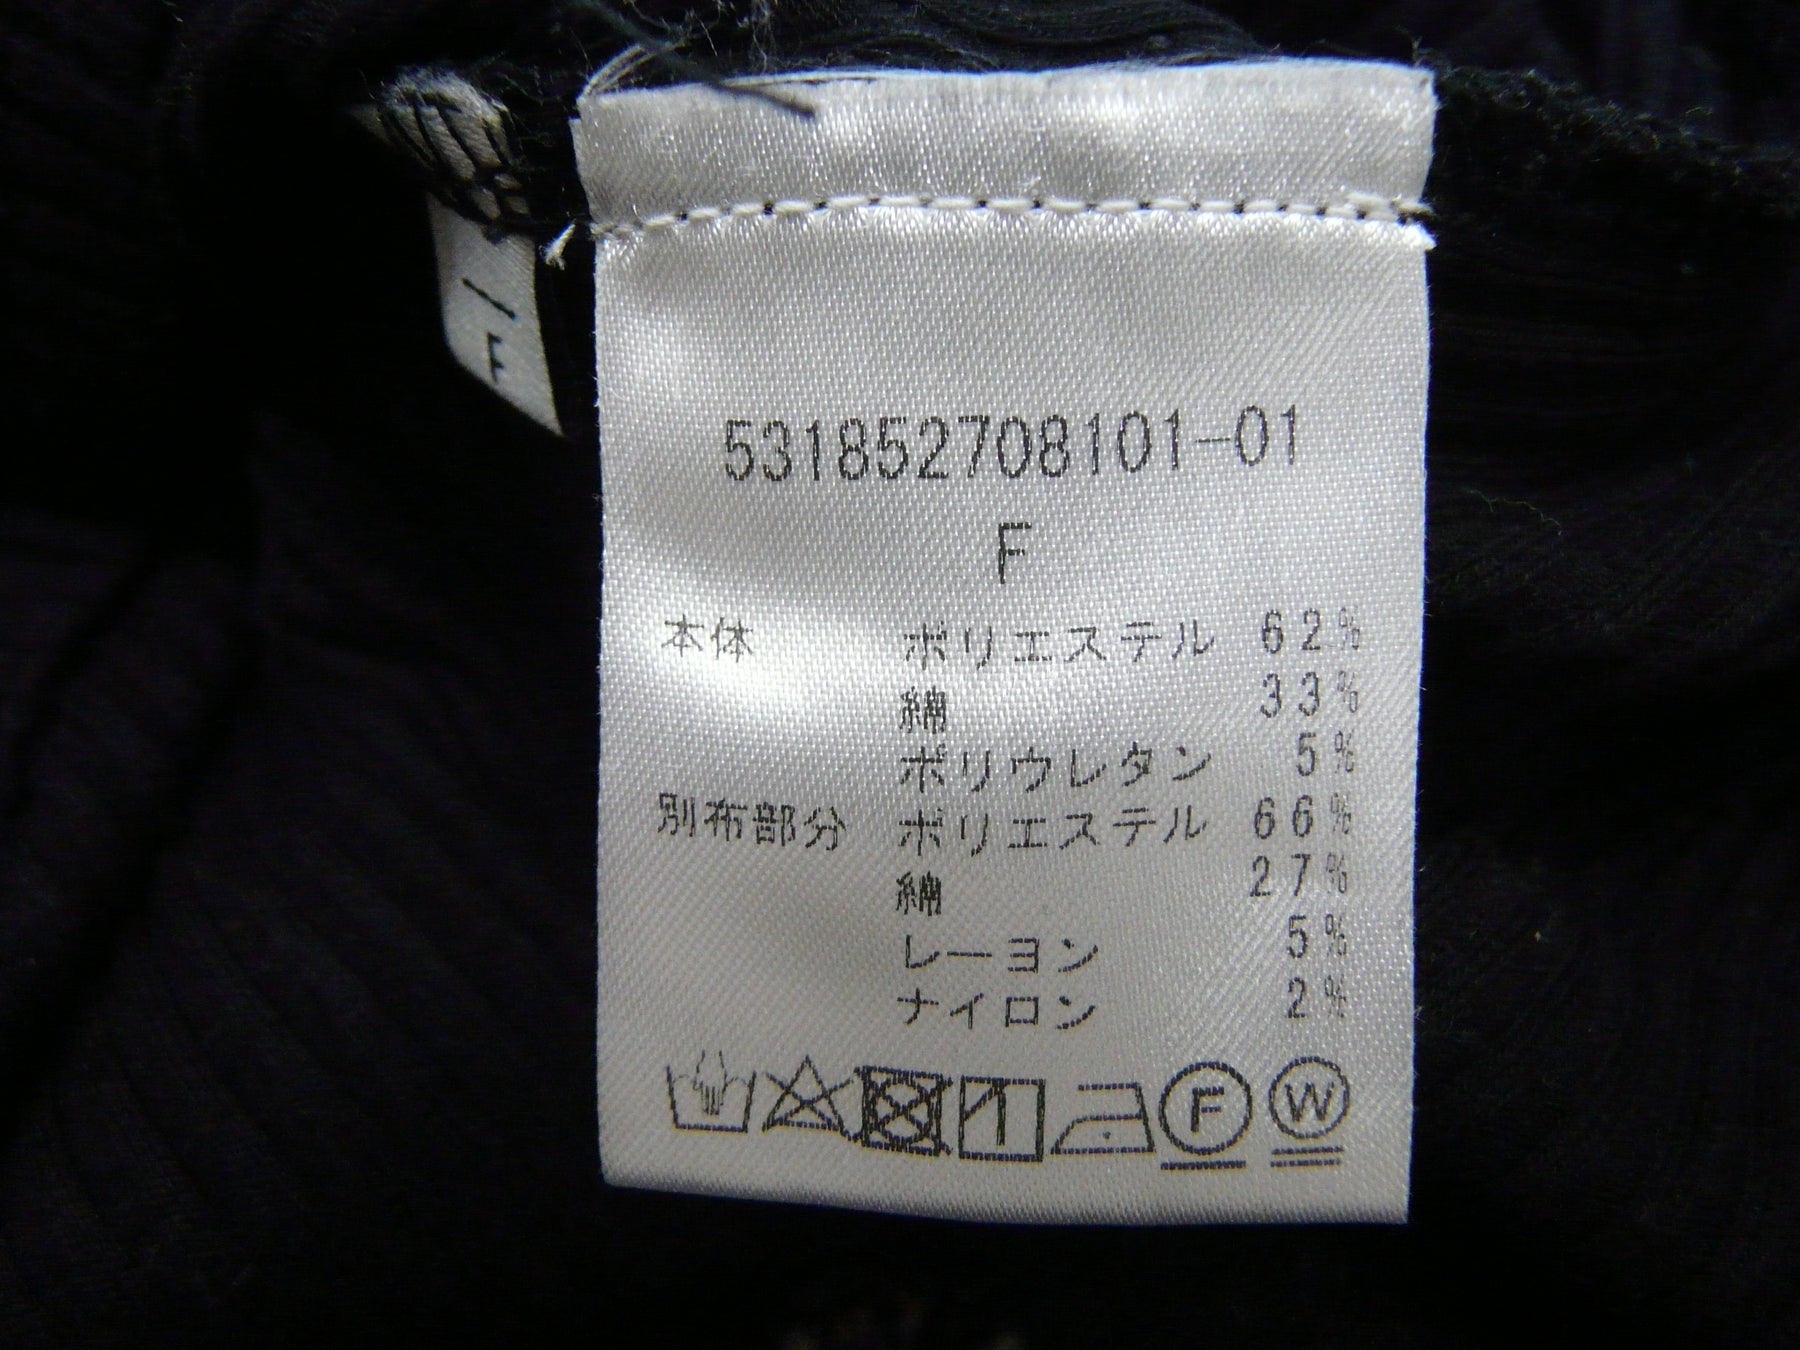 F
531852708101-01
F
本体 ポリエステル 62%
綿 33%
ポリウレタン 5%
別布部分 ポリエステル 66%
綿 27%
レーヨン 5%
ナイロン 2%
F W